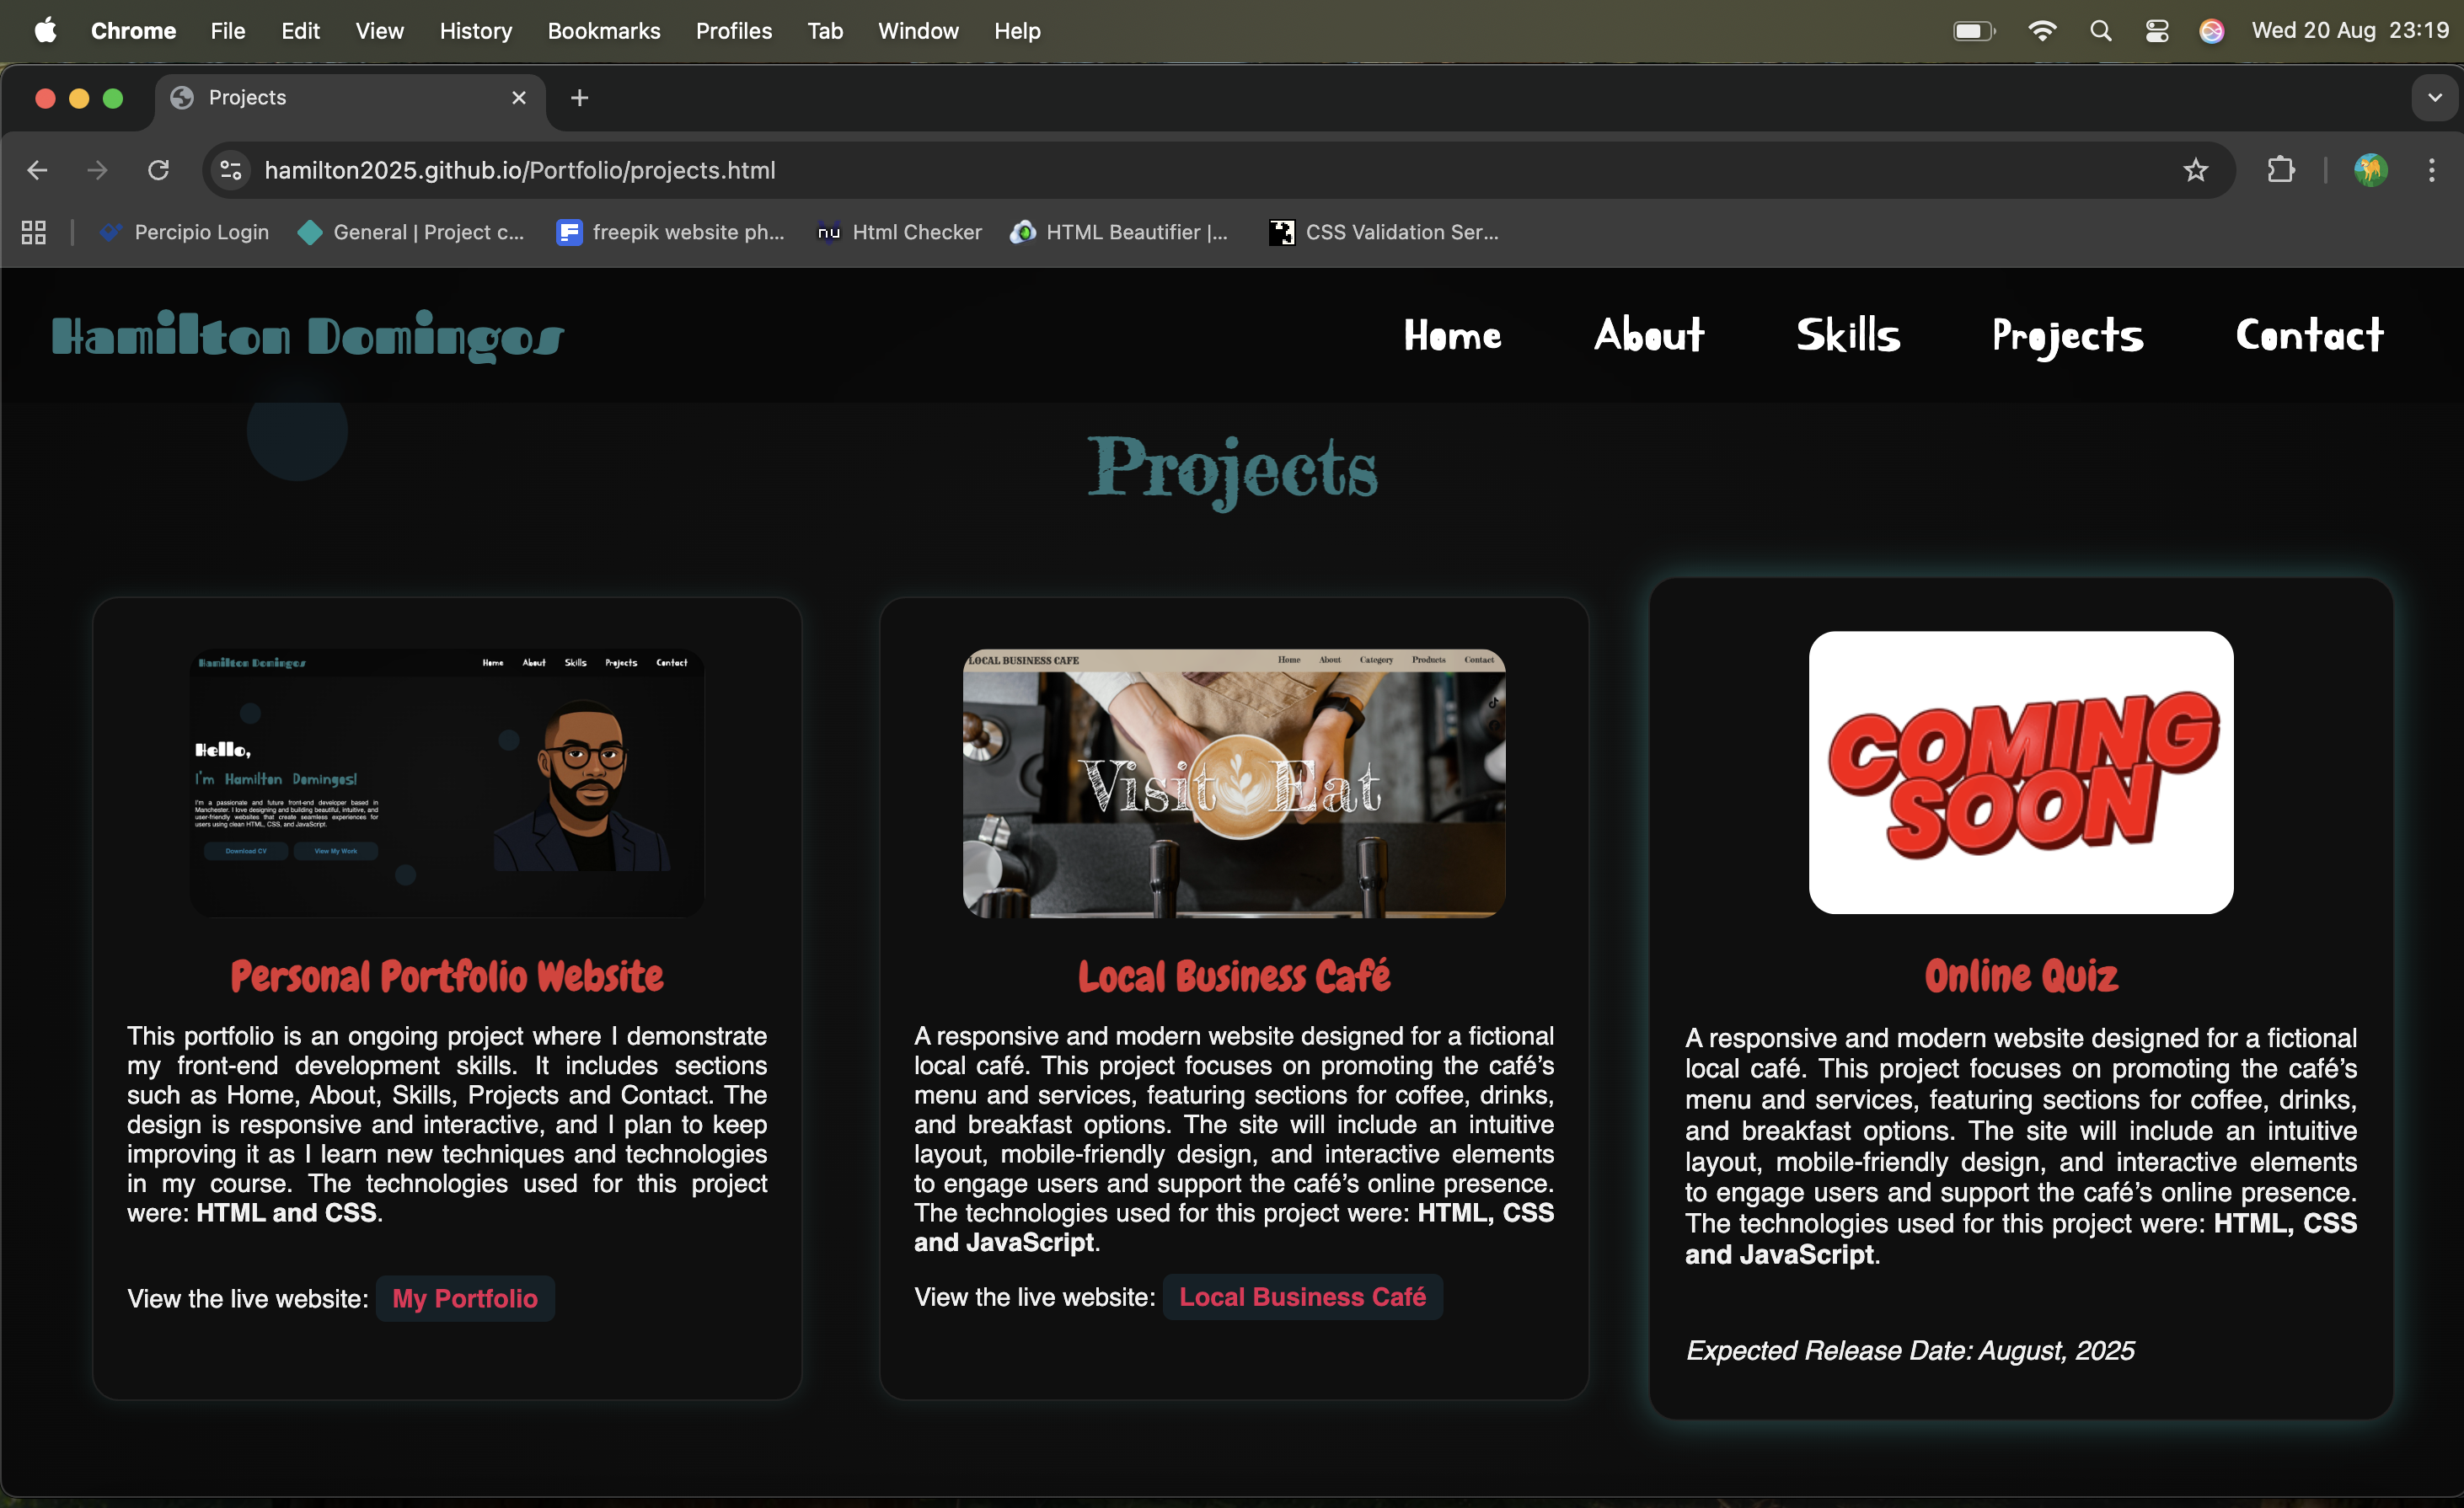 Chrome File Edit View History Bookmarks Profiles Tab Window Help Wed 20 Aug 23:19
Projects
hamilton2025.github.io/Portfolio/projects.html
Percipio Login General | Project c... freepik website ph... nu Html Checker HTML Beautifier |... CSS Validation Ser...
Hamilton Domingos Home About Skills Projects Contact
Projects
Hamilton Domingos Home About Skills Projects Contact
Hello,
I'm Hamilton Domingos!
I'm a passionate and future front-end developer based in
Manchester. I love designing and building beautiful, intuitive, and
user-friendly websites that create seamless experiences for
users using clean HTML, CSS, and JavaScript.
Download CV View My Work
Personal Portfolio Website
This portfolio is an ongoing project where I demonstrate
my front-end development skills. It includes sections
such as Home, About, Skills, Projects and Contact. The
design is responsive and interactive, and I plan to keep
improving it as I learn new techniques and technologies
in my course. The technologies used for this project
were: HTML and CSS.
View the live website: My Portfolio
LOCAL BUSINESS CAFE Home About Category Products Contact
Visit Eat
Local Business Café
A responsive and modern website designed for a fictional
local café. This project focuses on promoting the café’s
menu and services, featuring sections for coffee, drinks,
and breakfast options. The site will include an intuitive
layout, mobile-friendly design, and interactive elements
to engage users and support the café’s online presence.
The technologies used for this project were: HTML, CSS
and JavaScript.
View the live website: Local Business Café
COMING
SOON
Online Quiz
A responsive and modern website designed for a fictional
local café. This project focuses on promoting the café’s
menu and services, featuring sections for coffee, drinks,
and breakfast options. The site will include an intuitive
layout, mobile-friendly design, and interactive elements
to engage users and support the café’s online presence.
The technologies used for this project were: HTML, CSS
and JavaScript.
Expected Release Date: August, 2025